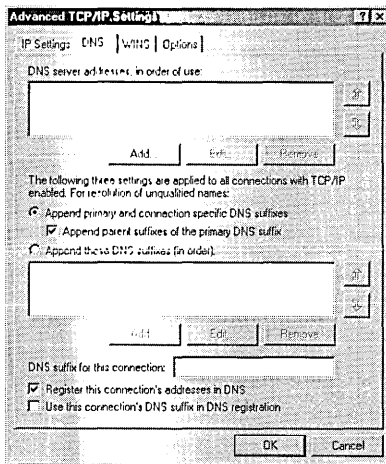 Advanced TCP/IP Settings
IP Settings DNS WINS Options
DNS server addresses, in order of use:
Add... Edit... Remove
The following three settings are applied to all connections with TCP/IP
enabled. For resolution of unqualified names:
Append primary and connection specific DNS suffixes
Append parent suffixes of the primary DNS suffix
Append these DNS suffixes (in order):
Add... Edit... Remove
DNS suffix for this connection:
Register this connection's addresses in DNS
Use this connection's DNS suffix in DNS registration
OK Cancel